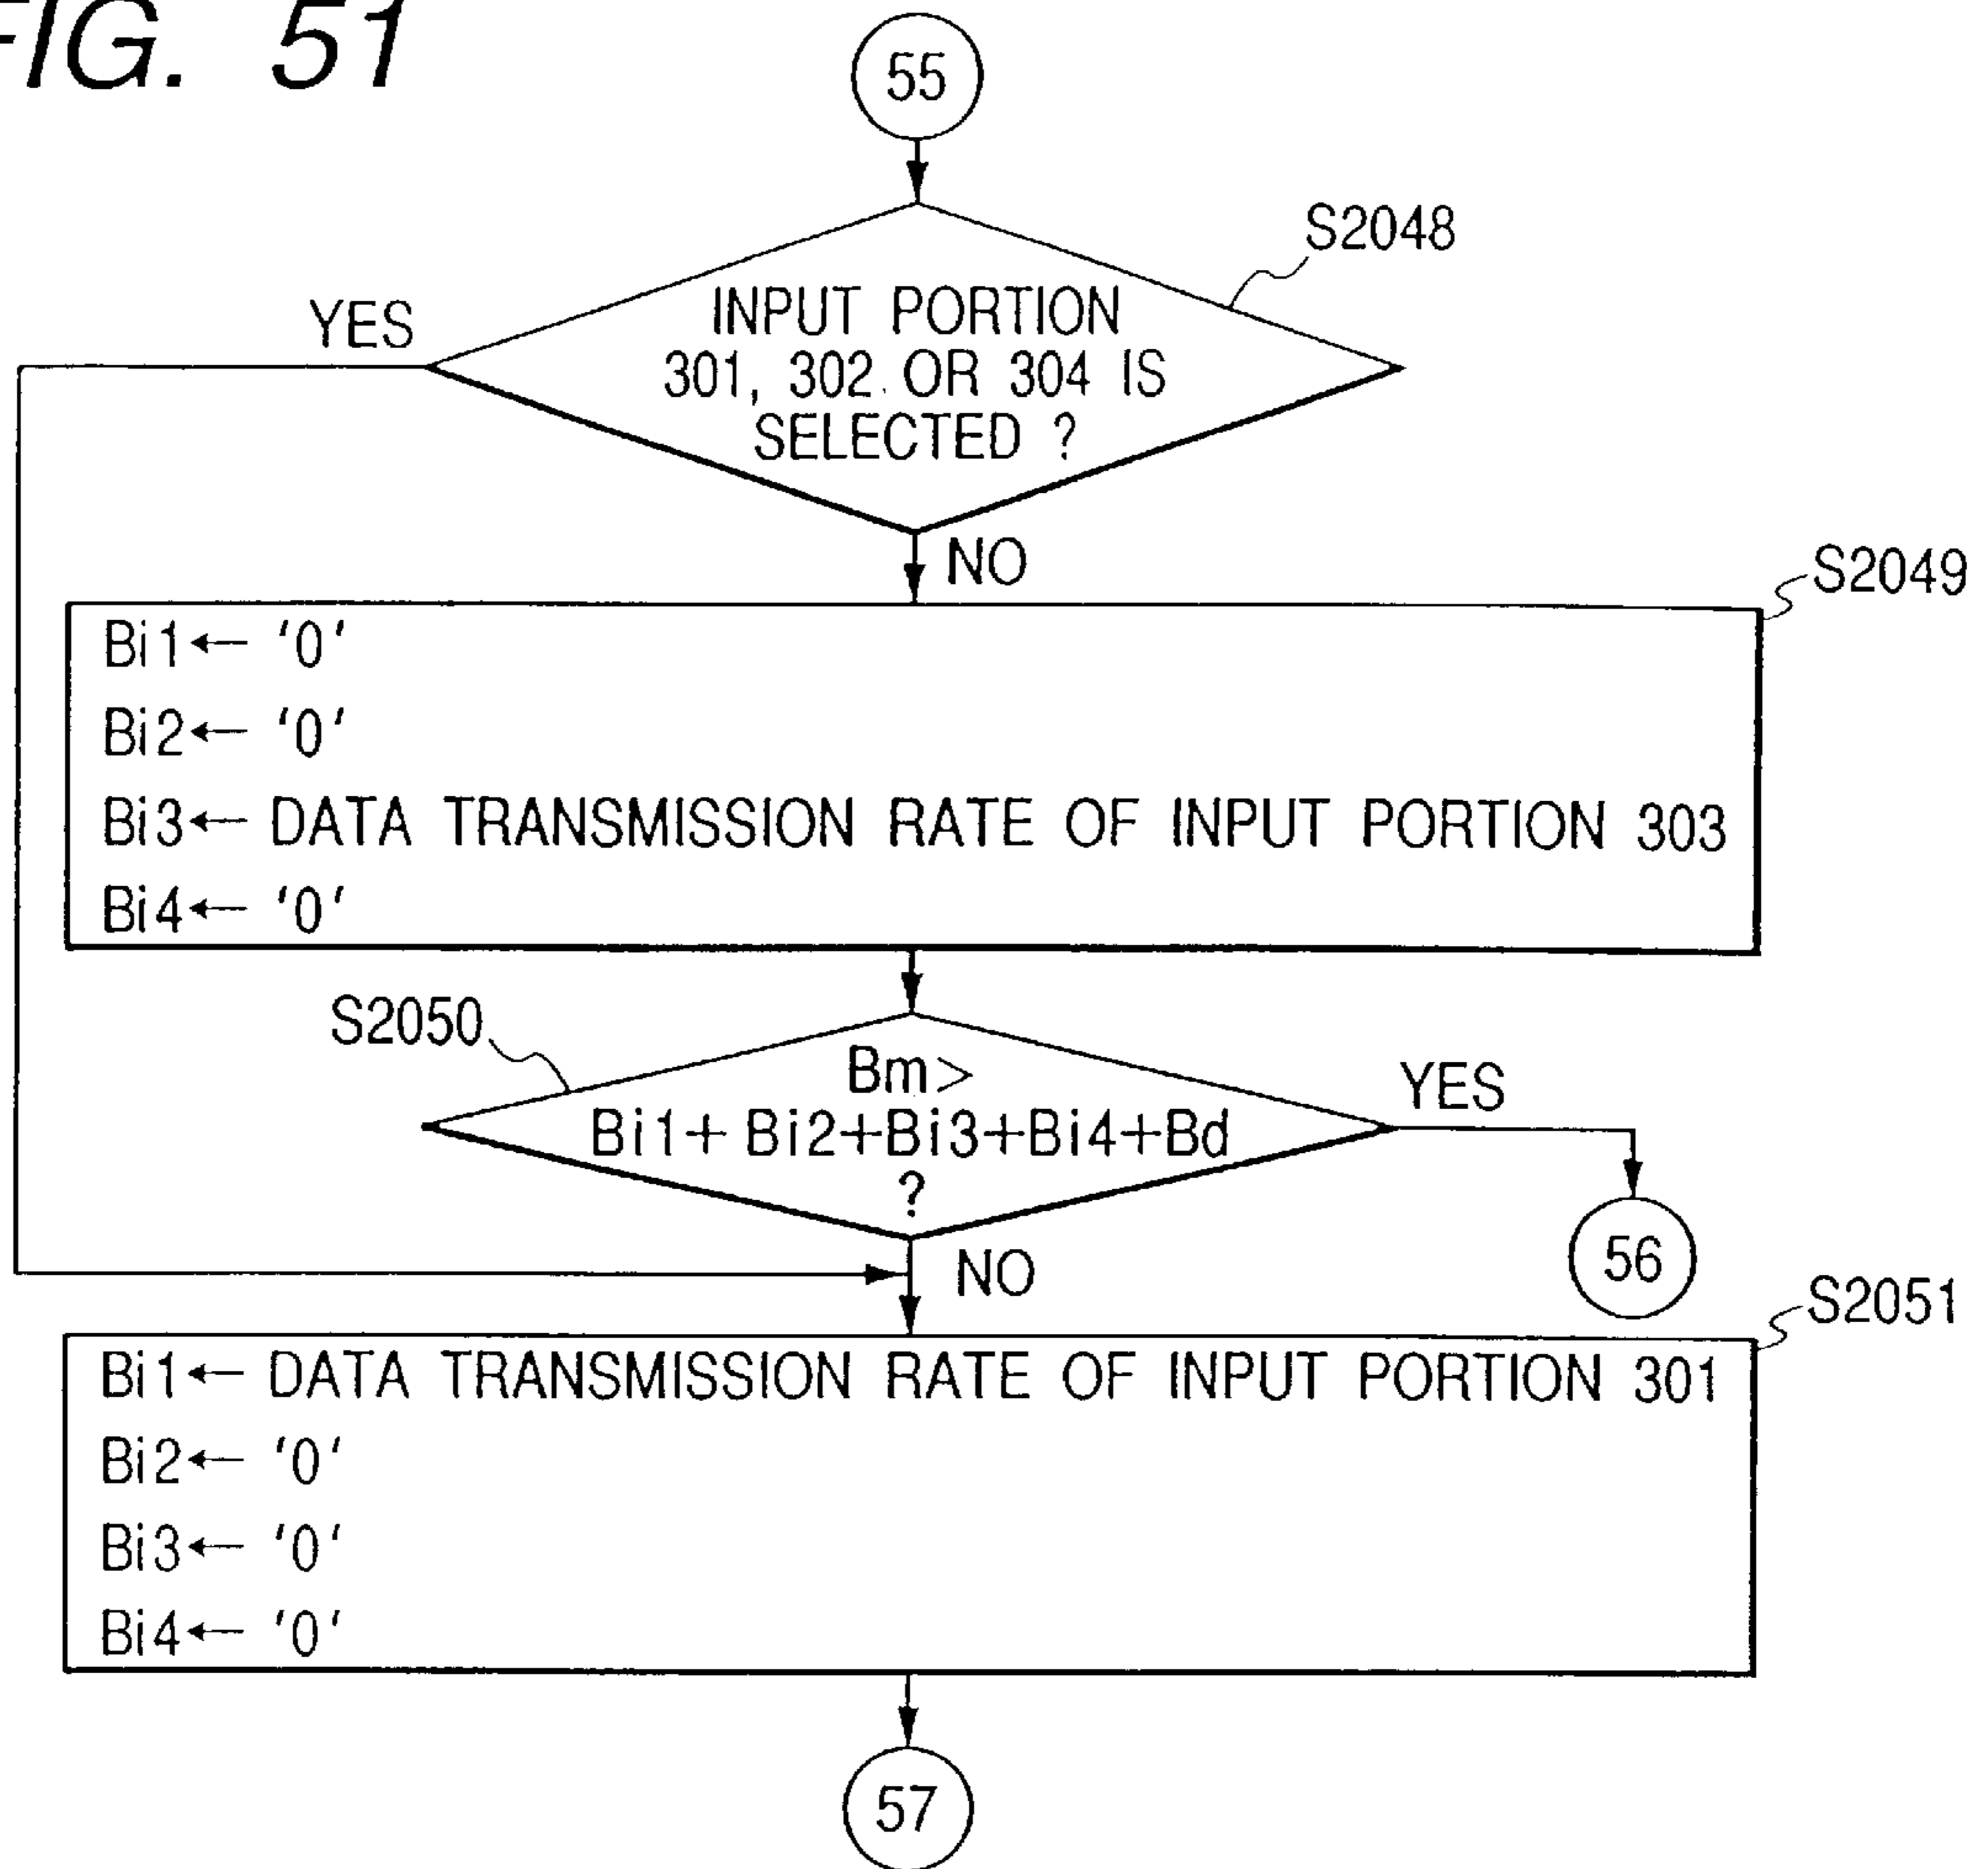 FIG. 51
55
S2048
YES
INPUT PORTION
301, 302. OR 304 IS
SELECTED ?
NO
S2049
Bi1← '0'
Bi2← '0'
Bi3← DATA TRANSMISSION RATE OF INPUT PORTION 303
Bi4← '0'
S2050
Bm>
Bi1+ Bi2+Bi3+Bi4+Bd
?
YES
56
NO
S2051
Bi1← DATA TRANSMISSION RATE OF INPUT PORTION 301
Bi2← '0'
Bi3← '0'
Bi4← '0'
57